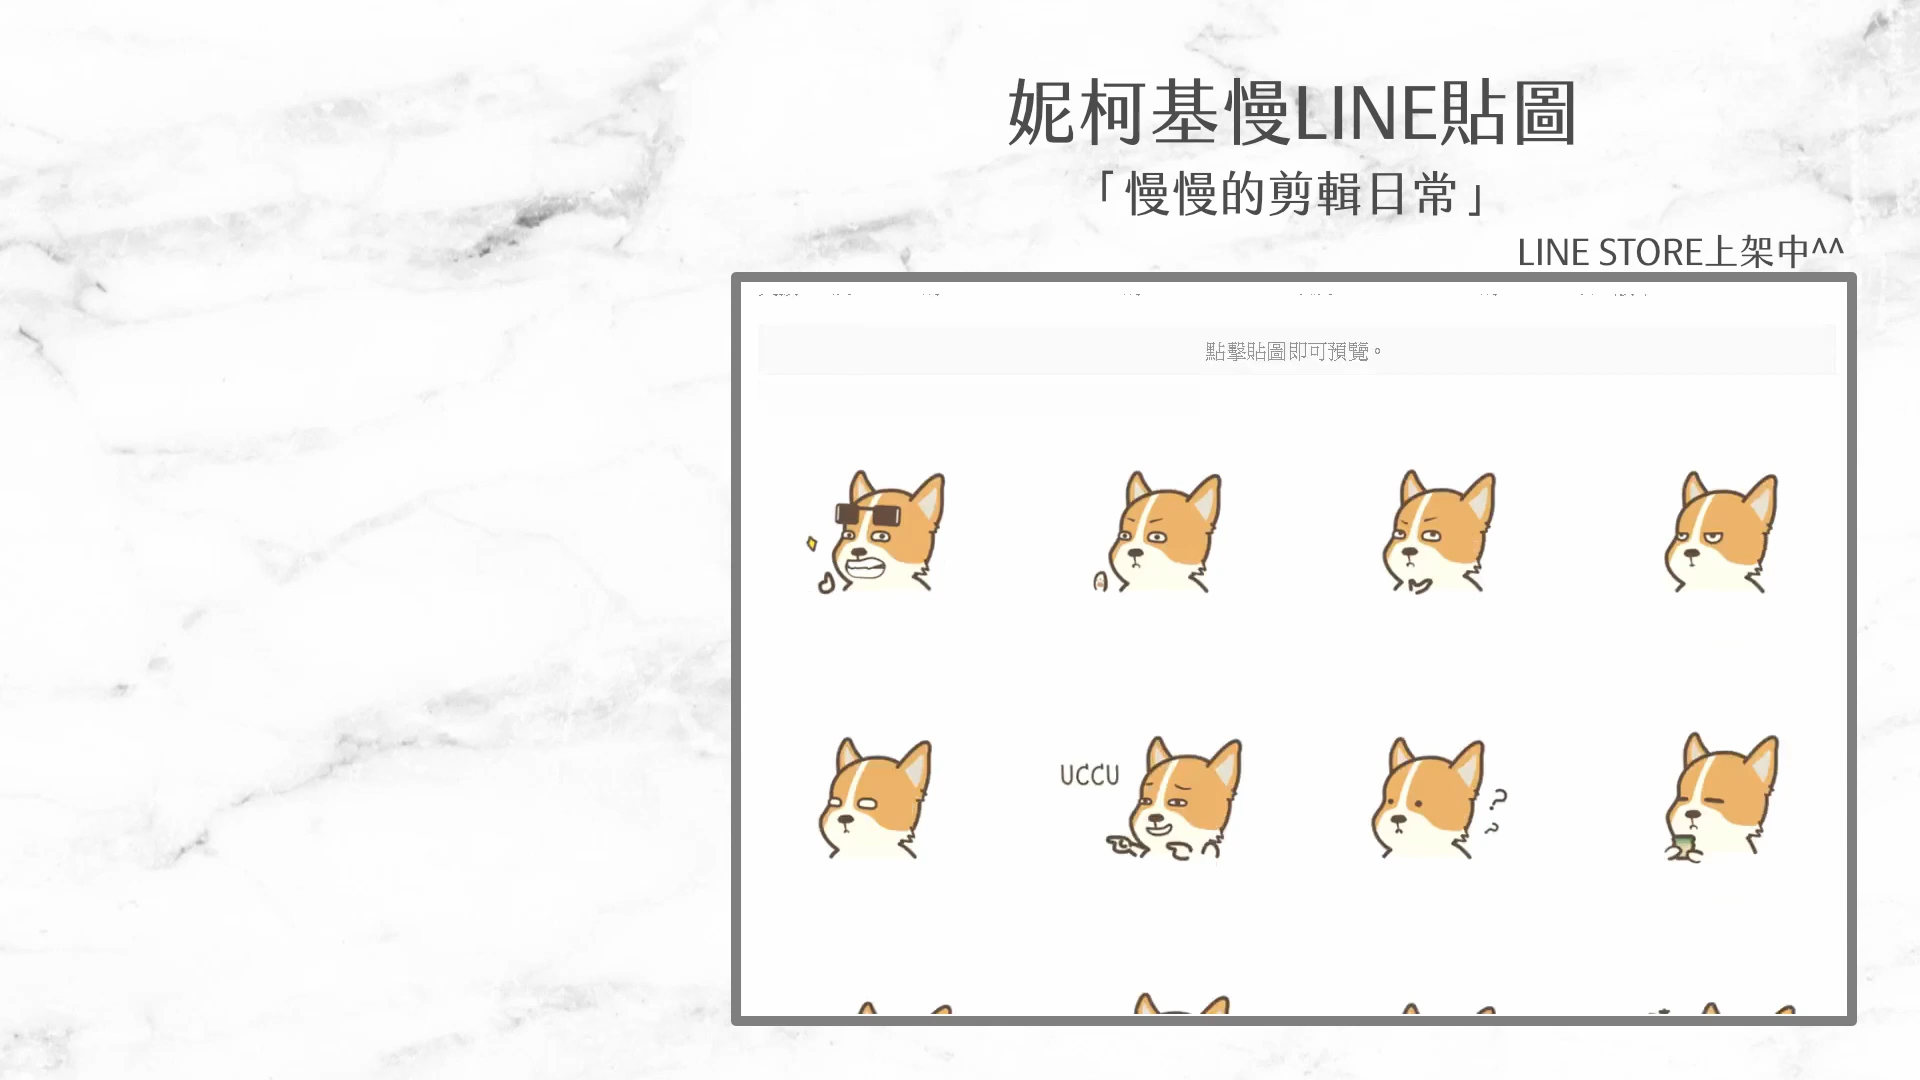 妮柯基慢LINE貼圖
「慢慢的剪輯日常」
LINE STORE上架中^^
點擊貼圖即可預覽。
UCCU
?
?